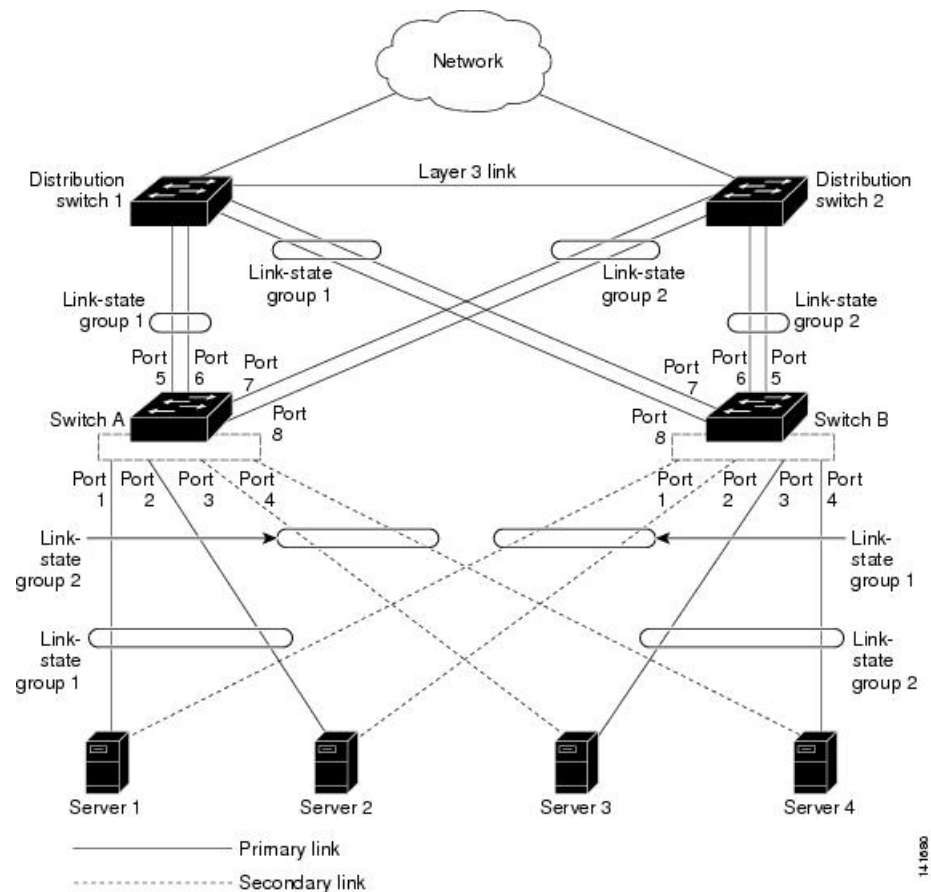 Network
Distribution
switch 1
Layer 3 link
Distribution
switch 2
Link-state
group 1
Link-state
group 2
Link-state
group 1
Link-state
group 2
Port
5
Port
6
Port
7
Port
8
Switch A
Port
7
Port
6
Port
5
Port
8
Switch B
Port
1
Port
2
Port
3
Port
4
Port
1
Port
2
Port
3
Port
4
Link-
state
group 2
Link-
state
group 1
Link-
state
group 1
Link-
state
group 2
Server 1
Server 2
Server 3
Server 4
Primary link
Secondary link
141680